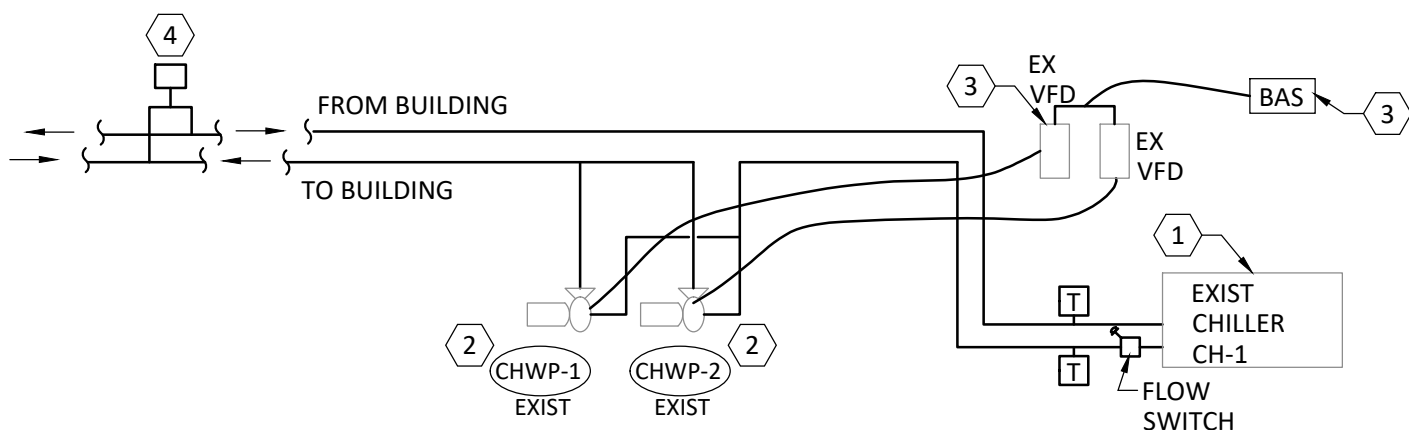 4
FROM BUILDING
TO BUILDING
3
EX
VFD
BAS
3
EX
VFD
1
EXIST
CHILLER
CH-1
T
T
FLOW
SWITCH
2
CHWP-1
EXIST
CHWP-2
EXIST
2